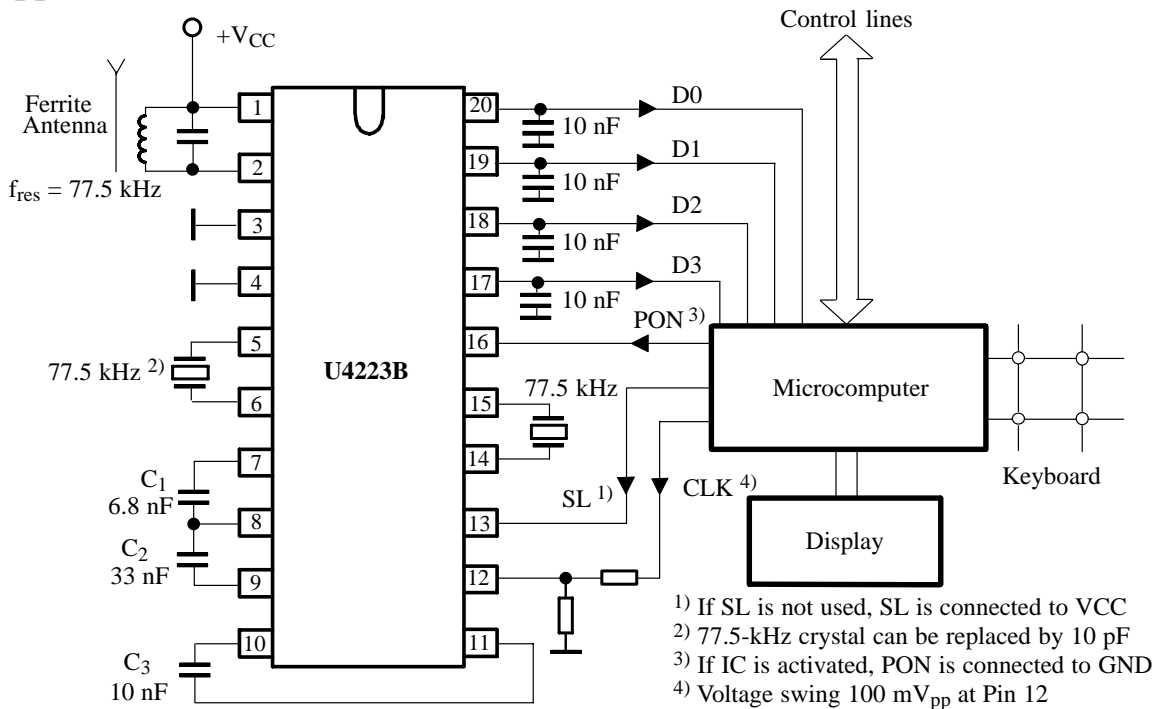 Control lines
+VCC
Ferrite
Antenna
fres = 77.5 kHz
1
2
3
4
5
6
7
8
9
10
20
19
18
17
16
15
14
13
12
11
U4223B
D0
10 nF
D1
10 nF
D2
10 nF
D3
10 nF
PON 3)
77.5 kHz 2)
77.5 kHz
Microcomputer
Keyboard
C1
6.8 nF
C2
33 nF
C3
10 nF
SL 1)
CLK 4)
Display
1) If SL is not used, SL is connected to VCC
2) 77.5-kHz crystal can be replaced by 10 pF
3) If IC is activated, PON is connected to GND
4) Voltage swing 100 mVpp at Pin 12